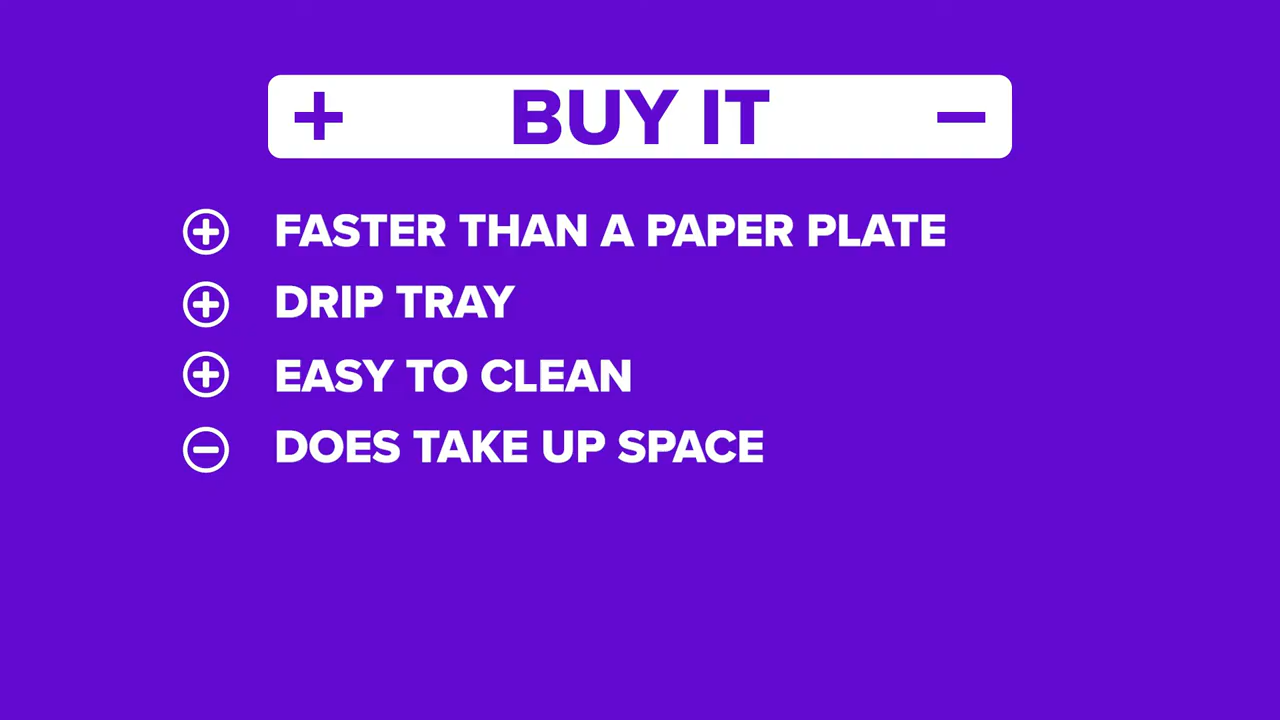 + BUY IT –
+ FASTER THAN A PAPER PLATE
+ DRIP TRAY
+ EASY TO CLEAN
– DOES TAKE UP SPACE